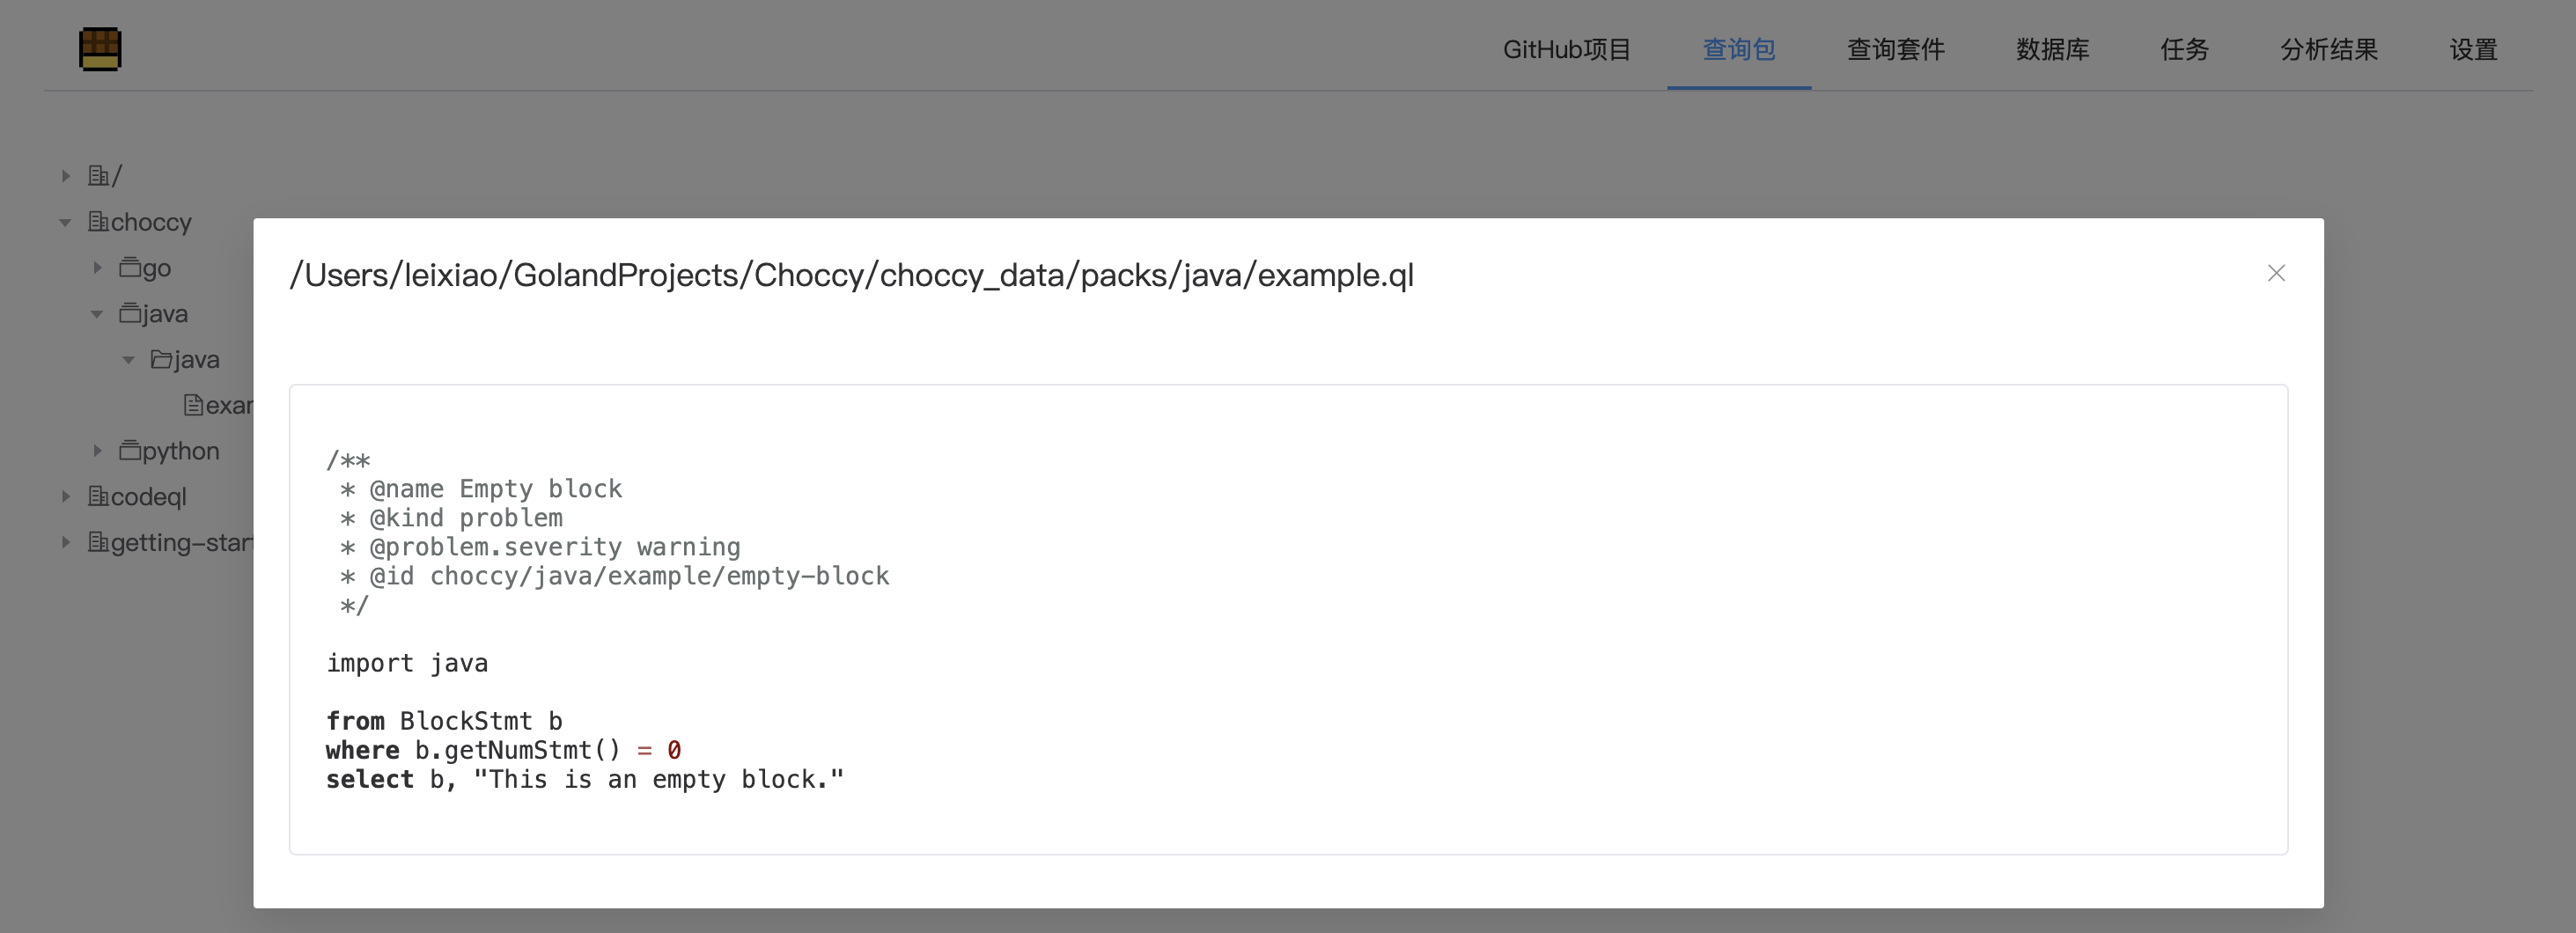 GitHub项目 查询包 查询套件 数据库 任务 分析结果 设置
/
choccy
go
java
java
python
codeql
/Users/leixiao/GolandProjects/Choccy/choccy_data/packs/java/example.ql
/**
 * @name Empty block
 * @kind problem
 * @problem.severity warning
 * @id choccy/java/example/empty-block
 */
import java
from BlockStmt b
where b.getNumStmt() = 0
select b, "This is an empty block."